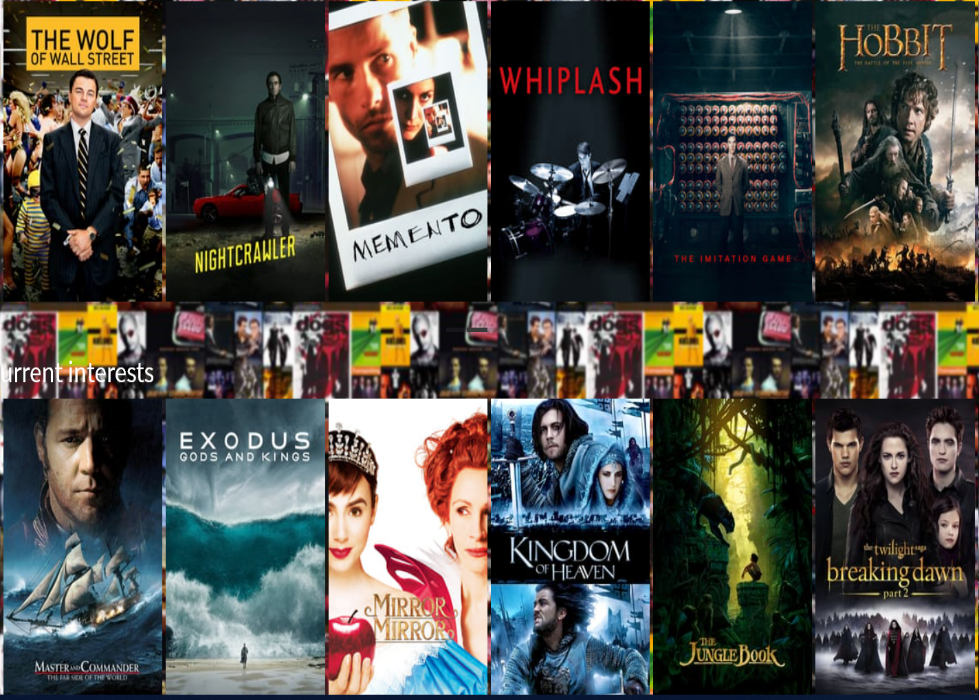 THE WOLF
OF WALL STREET
NIGHTCRAWLER
MEMENTO
WHIPLASH
THE IMITATION GAME
THE
HOBBIT
THE BATTLE OF THE FIVE ARMIES
urrent interests
MASTER AND COMMANDER
THE FAR SIDE OF THE WORLD
EXODUS
GODS AND KINGS
MIRROR
MIRROR
KINGDOM
OF HEAVEN
THE
JUNGLE BOOK
the twilight saga
breaking dawn
part 2